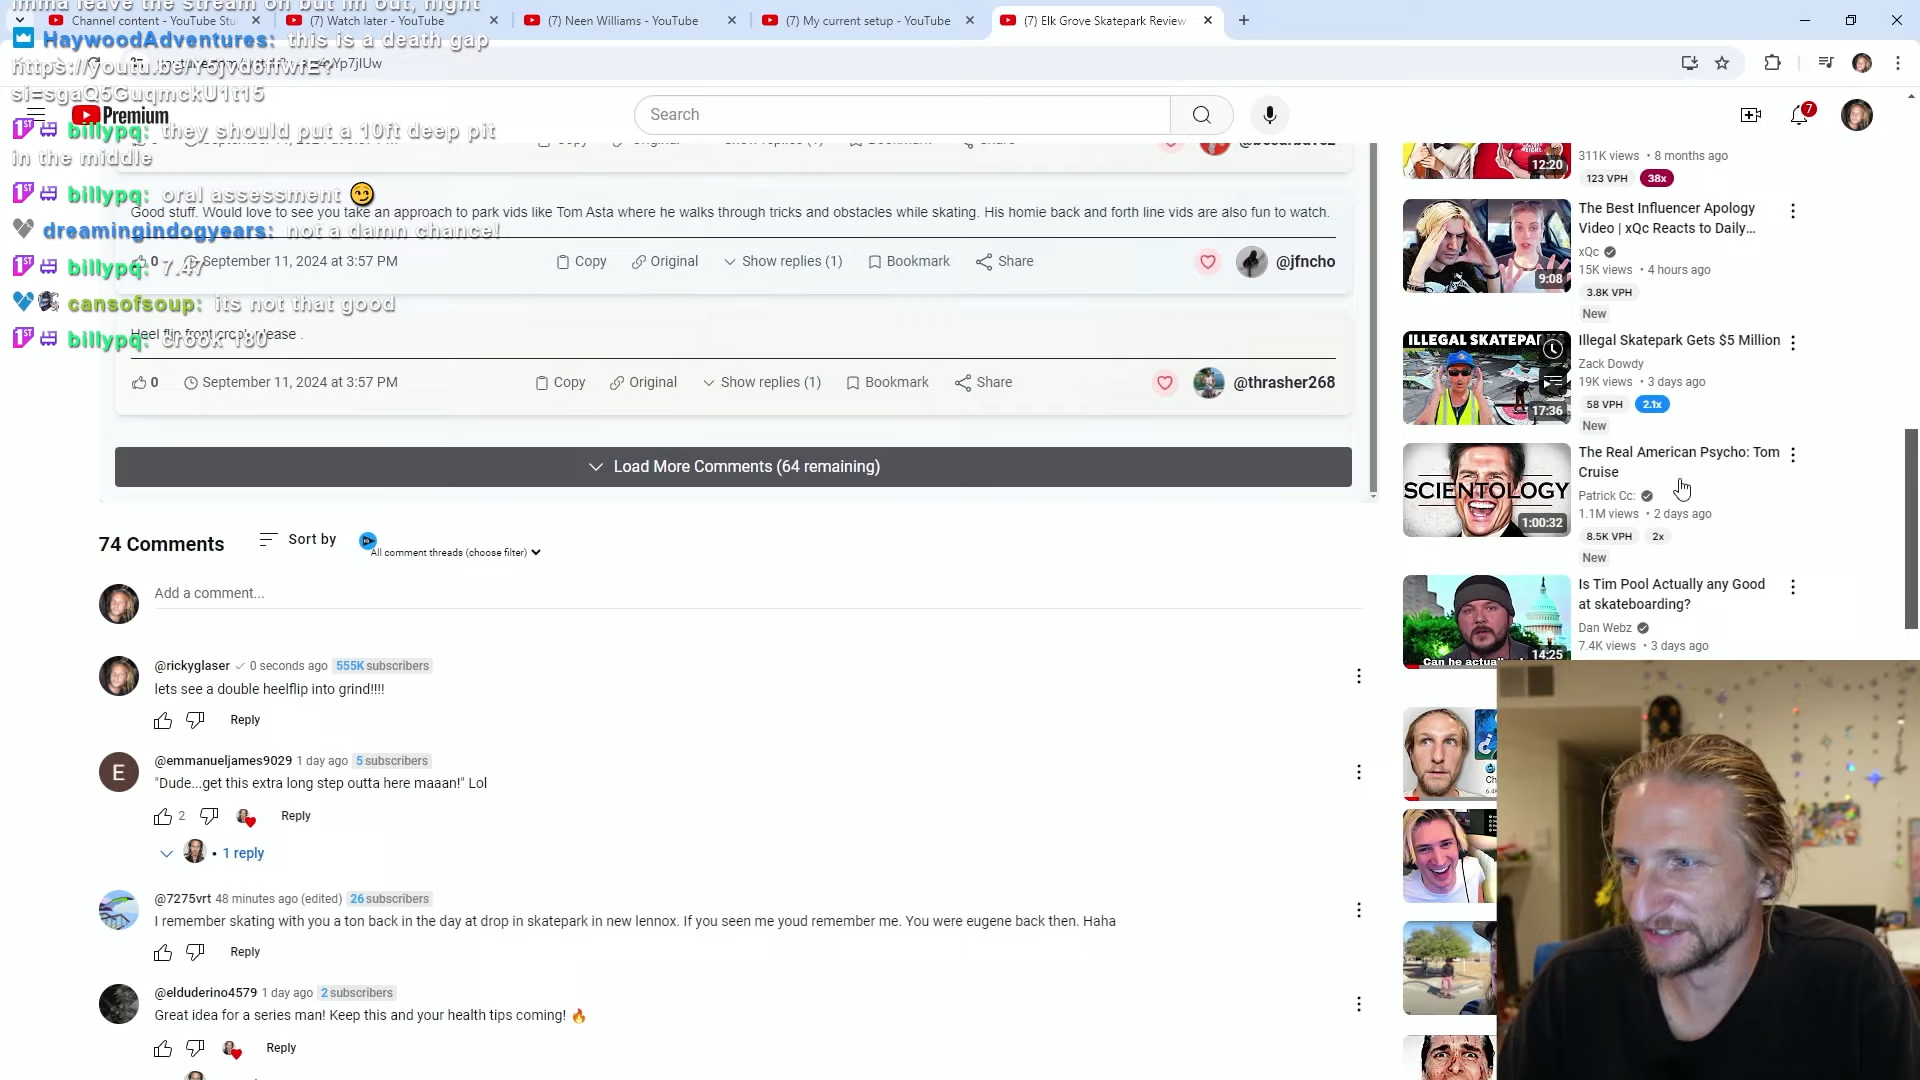 imma leave the stream on but im out, night
Channel content - YouTube Stu
(7) Watch later - YouTube
(7) Neen Williams - YouTube
(7) My current setup - YouTube
(7) Elk Grove Skatepark Review
HaywoodAdventures: this is a death gap
si=sgaQ5GuqmckU1t15
Premium
Search
7
billypq: they should put a 10ft deep pit
in the middle
billypq: oral assessment 😏
Good stuff. Would love to see you take an approach to park vids like Tom Asta where he walks through tricks and obstacles while skating. His homie back and forth line vids are also fun to watch.
dreamingindogyears: not a damn chance!
billypq: 7.47
0 September 11, 2024 at 3:57 PM Copy Original Show replies (1) Bookmark Share @jfncho
cansofsoup: its not that good
billypq: crook 180
0 September 11, 2024 at 3:57 PM Copy Original Show replies (1) Bookmark Share @thrasher268
Load More Comments (64 remaining)
74 Comments
Sort by
All comment threads (choose filter)
Add a comment...
@rickyglaser 0 seconds ago 555K subscribers
lets see a double heelflip into grind!!!!
Reply
@emmanueljames9029 1 day ago 5 subscribers
"Dude...get this extra long step outta here maaan!" Lol
2 Reply
• 1 reply
@7275vrt 48 minutes ago (edited) 26 subscribers
I remember skating with you a ton back in the day at drop in skatepark in new lennox. If you seen me youd remember me. You were eugene back then. Haha
Reply
@elduderino4579 1 day ago 2 subscribers
Great idea for a series man! Keep this and your health tips coming! 🔥
Reply
12:20
311K views • 8 months ago
123 VPH 38x
9:08
The Best Influencer Apology
Video | xQc Reacts to Daily...
xQc
15K views • 4 hours ago
3.8K VPH
New
ILLEGAL SKATEPAR
17:36
Illegal Skatepark Gets $5 Million
Zack Dowdy
19K views • 3 days ago
58 VPH 2.1x
New
SCIENTOLOGY
1:00:32
The Real American Psycho: Tom
Cruise
Patrick Cc:
1.1M views • 2 days ago
8.5K VPH 2x
New
14:25
Is Tim Pool Actually any Good
at skateboarding?
Dan Webz
7.4K views • 3 days ago